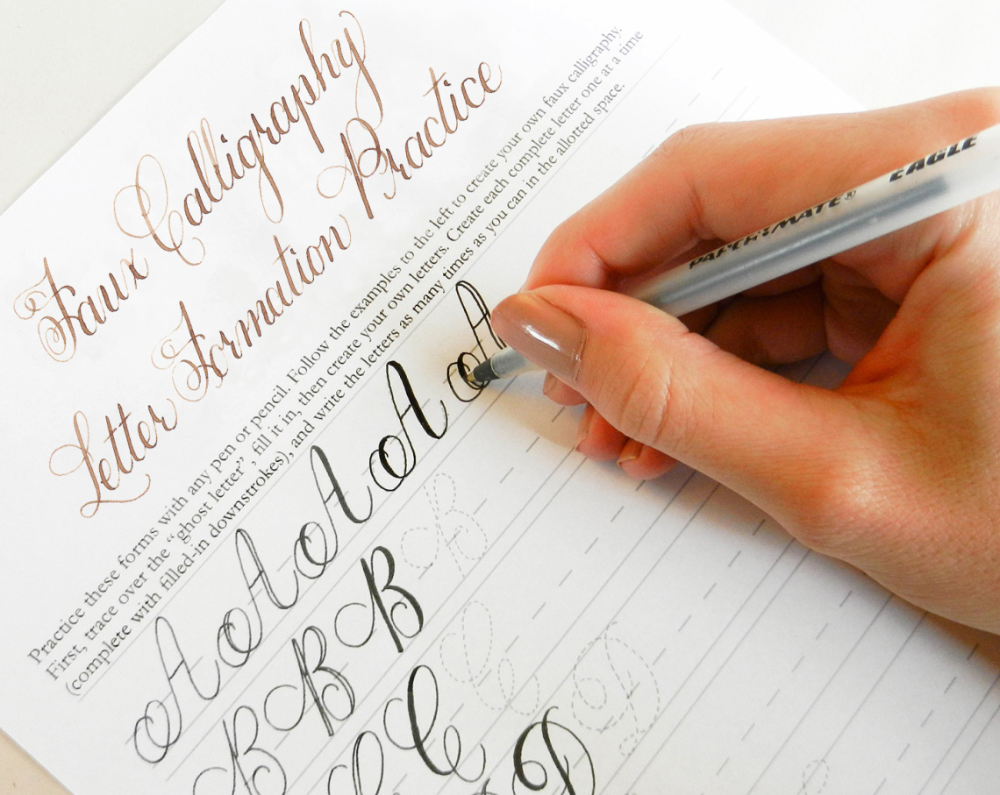 Faux Calligraphy
Formation Practice
Letter
Practice these forms with any pen or pencil. Follow the examples to the left to create your own faux calligraphy.
First, trace over the “ghost letter”, fill it in, then create your own letters. Create each complete letter one at a time
(complete with filled-in downstrokes), and write the letters as many times as you can in the allotted space.
A A A A A
B B B B
C C C
D D
PAPER:MATE® EAGLE